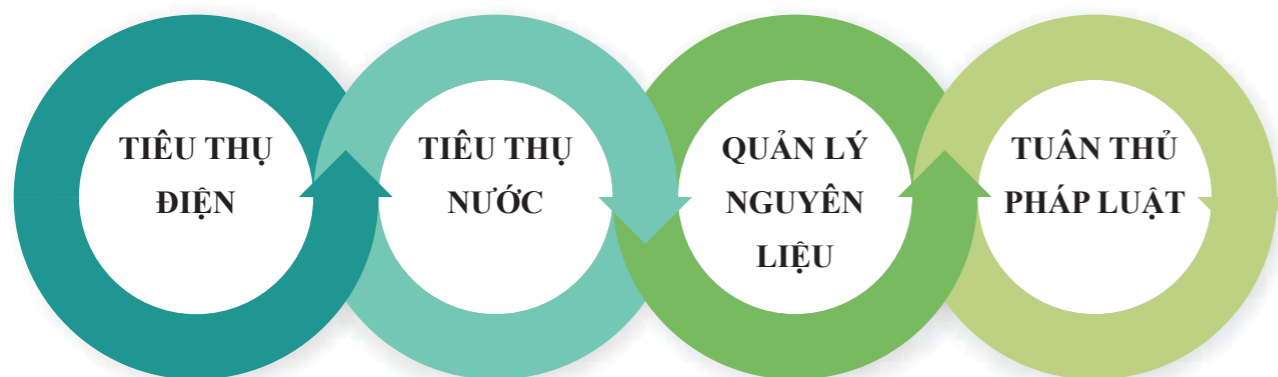 TIÊU THỤ
ĐIỆN
TIÊU THỤ
NƯỚC
QUẢN LÝ
NGUYÊN
LIỆU
TUÂN THỦ
PHÁP LUẬT